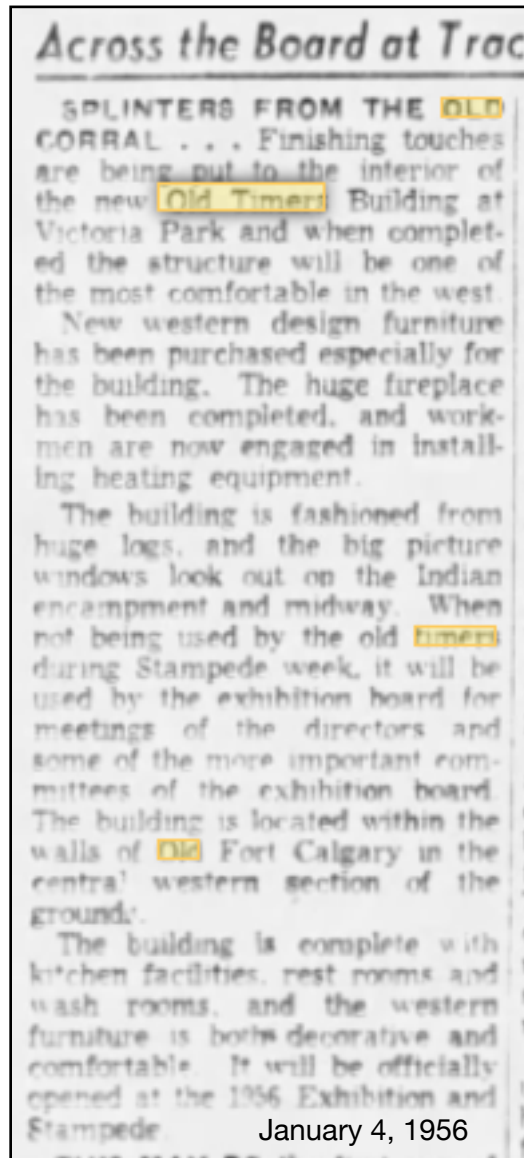 Across the Board at Trac
SPLINTERS FROM THE OLD
CORRAL . . . Finishing touches
are being put to the interior of
the new Old Timers Building at
Victoria Park and when complet-
ed the structure will be one of
the most comfortable in the west.
New western design furniture
has been purchased especially for
the building. The huge fireplace
has been completed, and work-
men are now engaged in install-
ing heating equipment.
The building is fashioned from
huge logs, and the big picture
windows look out on the Indian
encampment and midway. When
not being used by the old timers
during Stampede week, it will be
used by the exhibition board for
meetings of the directors and
some of the more important com-
mittees of the exhibition board.
The building is located within the
walls of Old Fort Calgary in the
central western section of the
grounds.
The building is complete with
kitchen facilities, rest rooms and
wash rooms, and the western
furniture is both decorative and
comfortable. It will be officially
opened at the 1956 Exhibition and
Stampede.
January 4, 1956